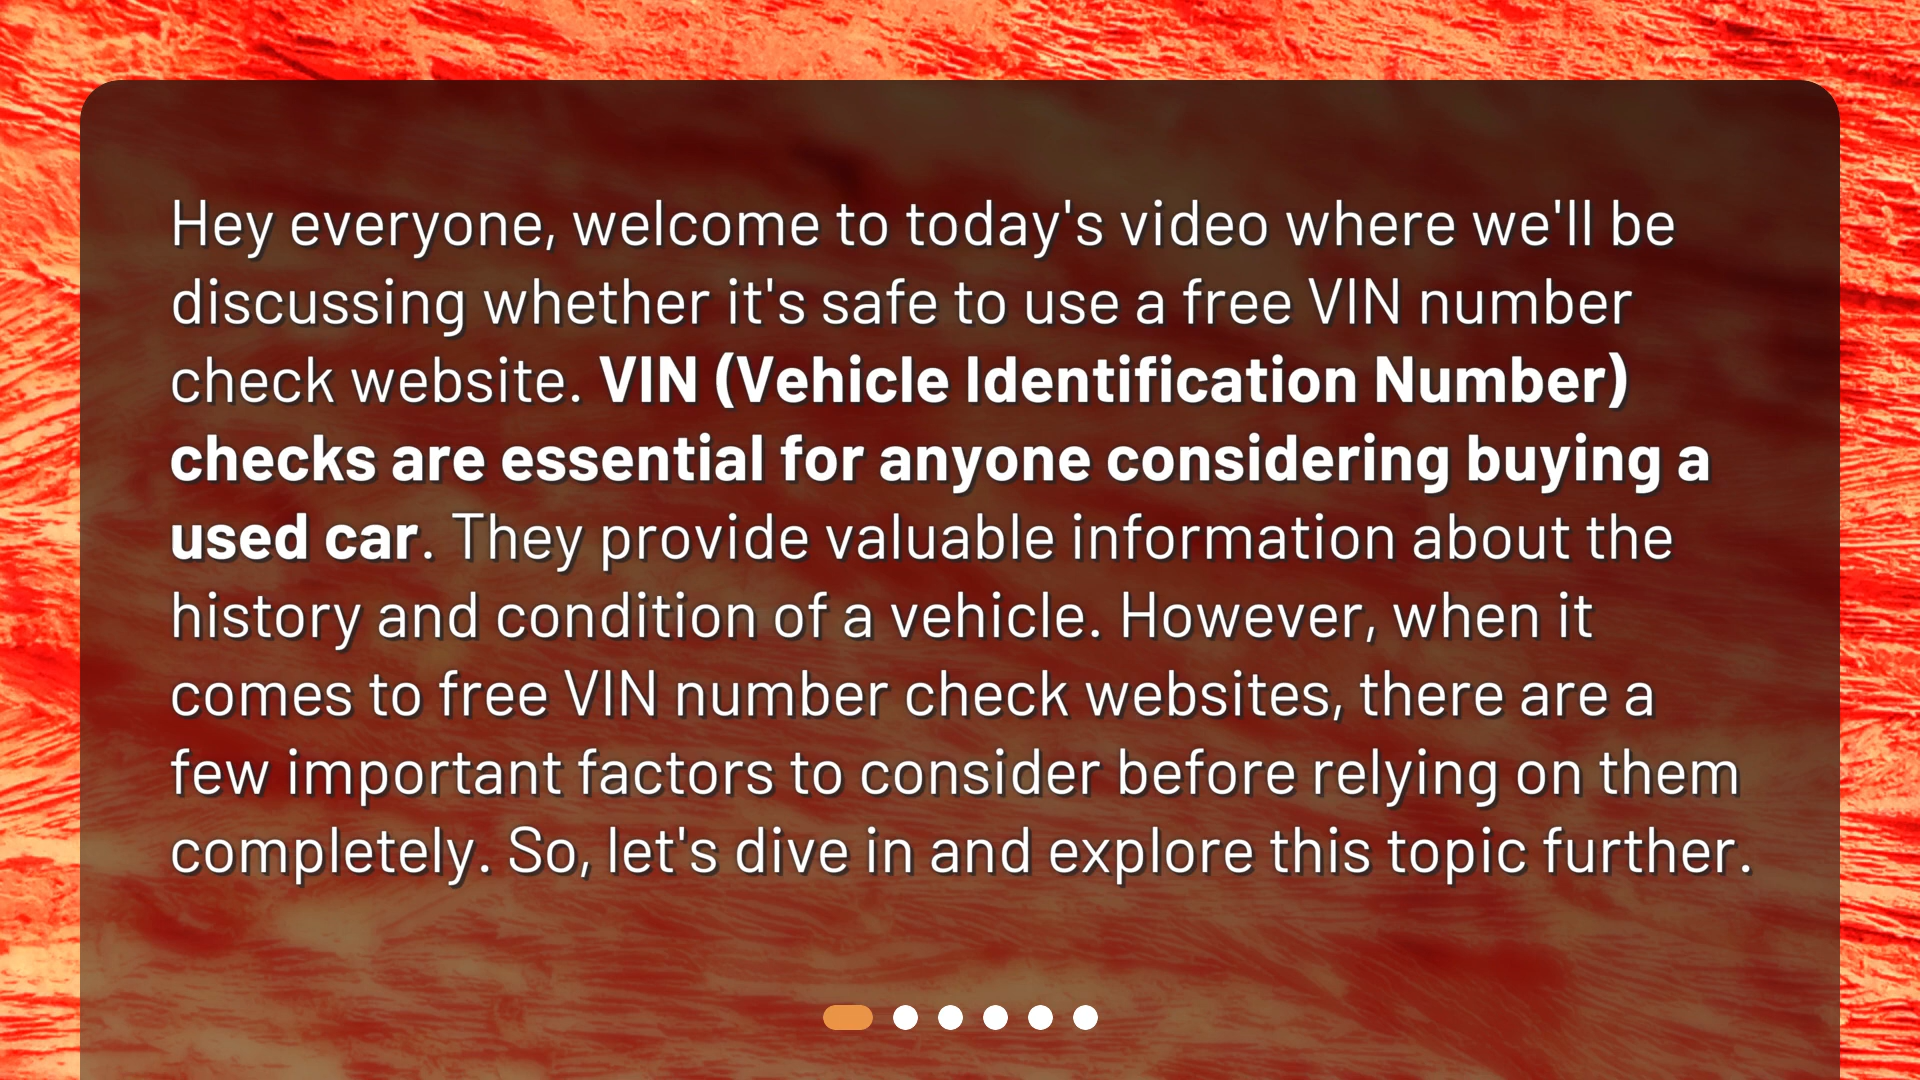 Hey everyone, welcome to today's video where we'll be
discussing whether it's safe to use a free VIN number
check website. VIN (Vehicle Identification Number)
checks are essential for anyone considering buying a
used car. They provide valuable information about the
history and condition of a vehicle. However, when it
comes to free VIN number check websites, there are a
few important factors to consider before relying on them
completely. So, let's dive in and explore this topic further.